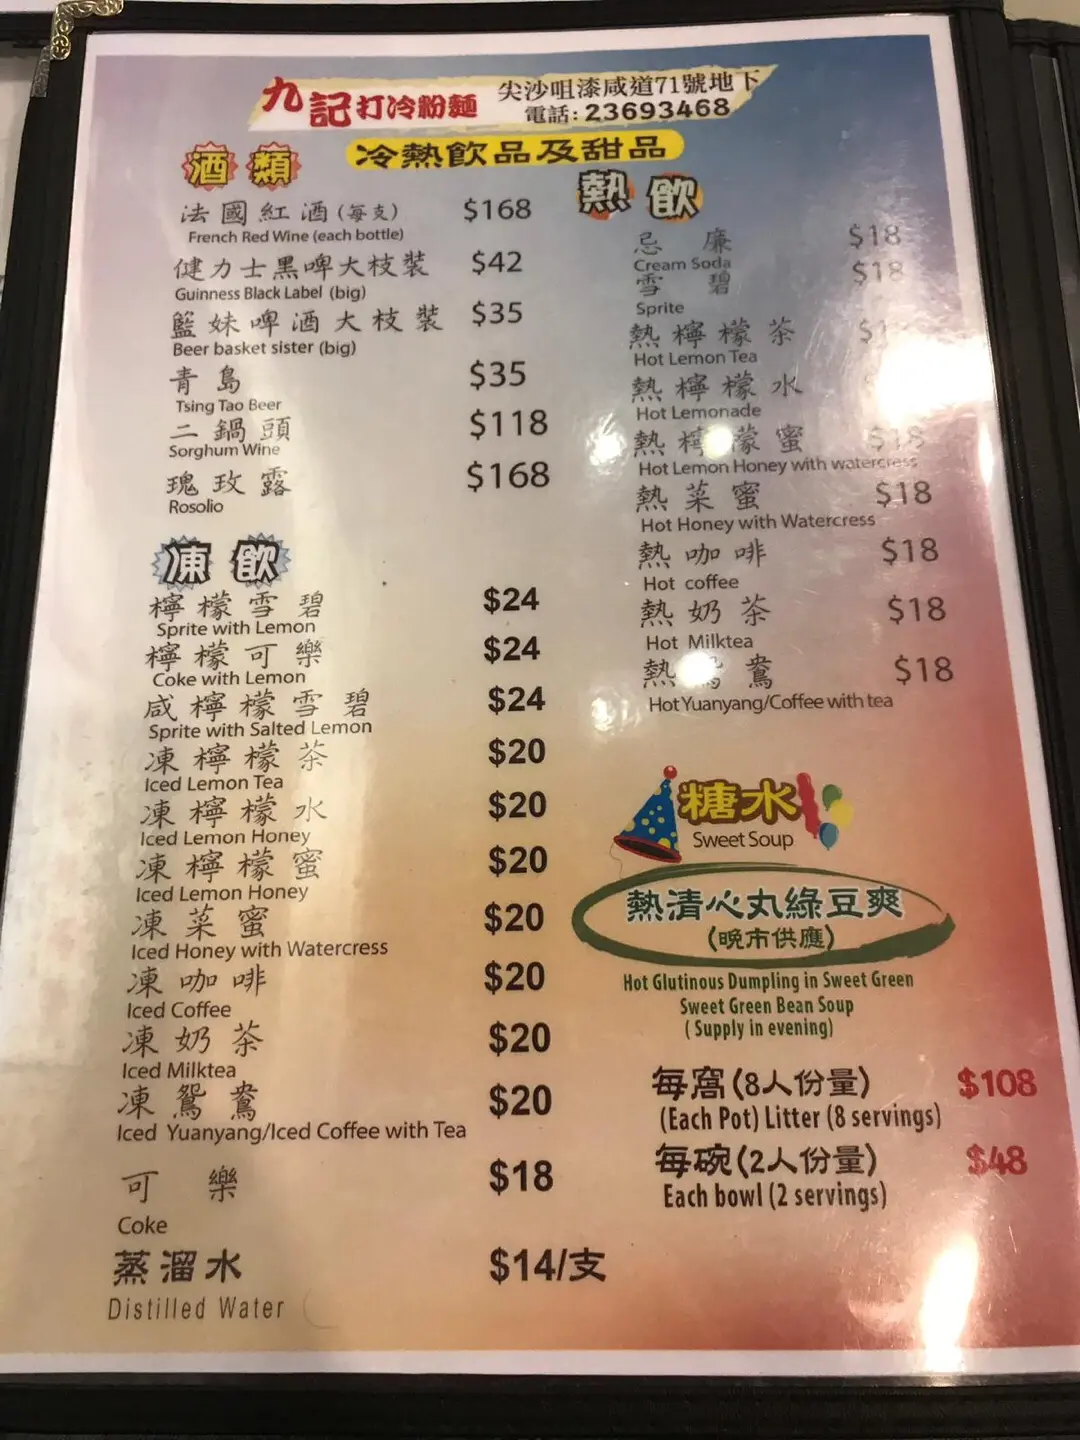 九記打冷粉麵 尖沙咀漆咸道71號地下
電話: 23693468
冷熱飲品及甜品
酒類
法國紅酒(每支) $168
French Red Wine (each bottle)
健力士黑啤大枝裝 $42
Guinness Black Label (big)
籃妹啤酒大枝裝 $35
Beer basket sister (big)
青島 $35
Tsing Tao Beer
二鍋頭 $118
Sorghum Wine
瑰玫露 $168
Rosolio
凍飲
檸檬雪碧 $24
Sprite with Lemon
檸檬可樂 $24
Coke with Lemon
咸檸檬雪碧 $24
Sprite with Salted Lemon
凍檸檬茶 $20
Iced Lemon Tea
凍檸檬水 $20
Iced Lemon Honey
凍檸檬蜜 $20
Iced Lemon Honey
凍菜蜜 $20
Iced Honey with Watercress
凍咖啡 $20
Iced Coffee
凍奶茶 $20
Iced Milktea
凍鴛鴦 $20
Iced Yuanyang/Iced Coffee with Tea
可樂 $18
Coke
蒸溜水 $14/支
Distilled Water
熱飲
忌廉 $18
Cream Soda
雪碧 $18
Sprite
熱檸檬茶
Hot Lemon Tea
熱檸檬水
Hot Lemonade
熱檸檬蜜 $18
Hot Lemon Honey with watercress
熱菜蜜 $18
Hot Honey with Watercress
熱咖啡 $18
Hot coffee
熱奶茶 $18
Hot Milktea
熱鴛鴦 $18
Hot Yuanyang/Coffee with tea
糖水
Sweet Soup
熱清心丸綠豆爽
(晚市供應)
Hot Glutinous Dumpling in Sweet Green
Sweet Green Bean Soup
( Supply in evening)
每窩(8人份量) $108
(Each Pot) Litter (8 servings)
每碗(2人份量) $48
Each bowl (2 servings)